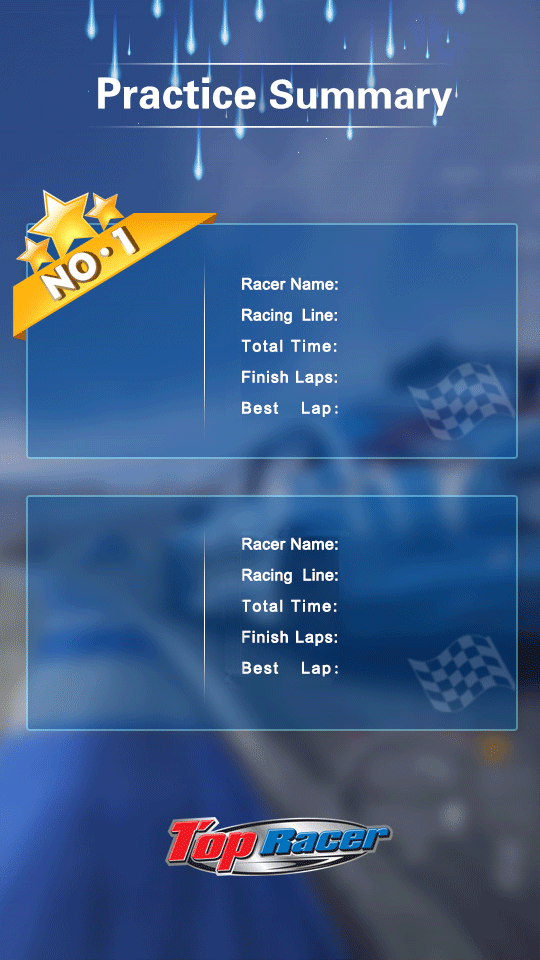 Practice Summary
NO·1
Racer Name:
Racing Line:
Total Time:
Finish Laps:
Best Lap:
Racer Name:
Racing Line:
Total Time:
Finish Laps:
Best Lap:
Top Racer